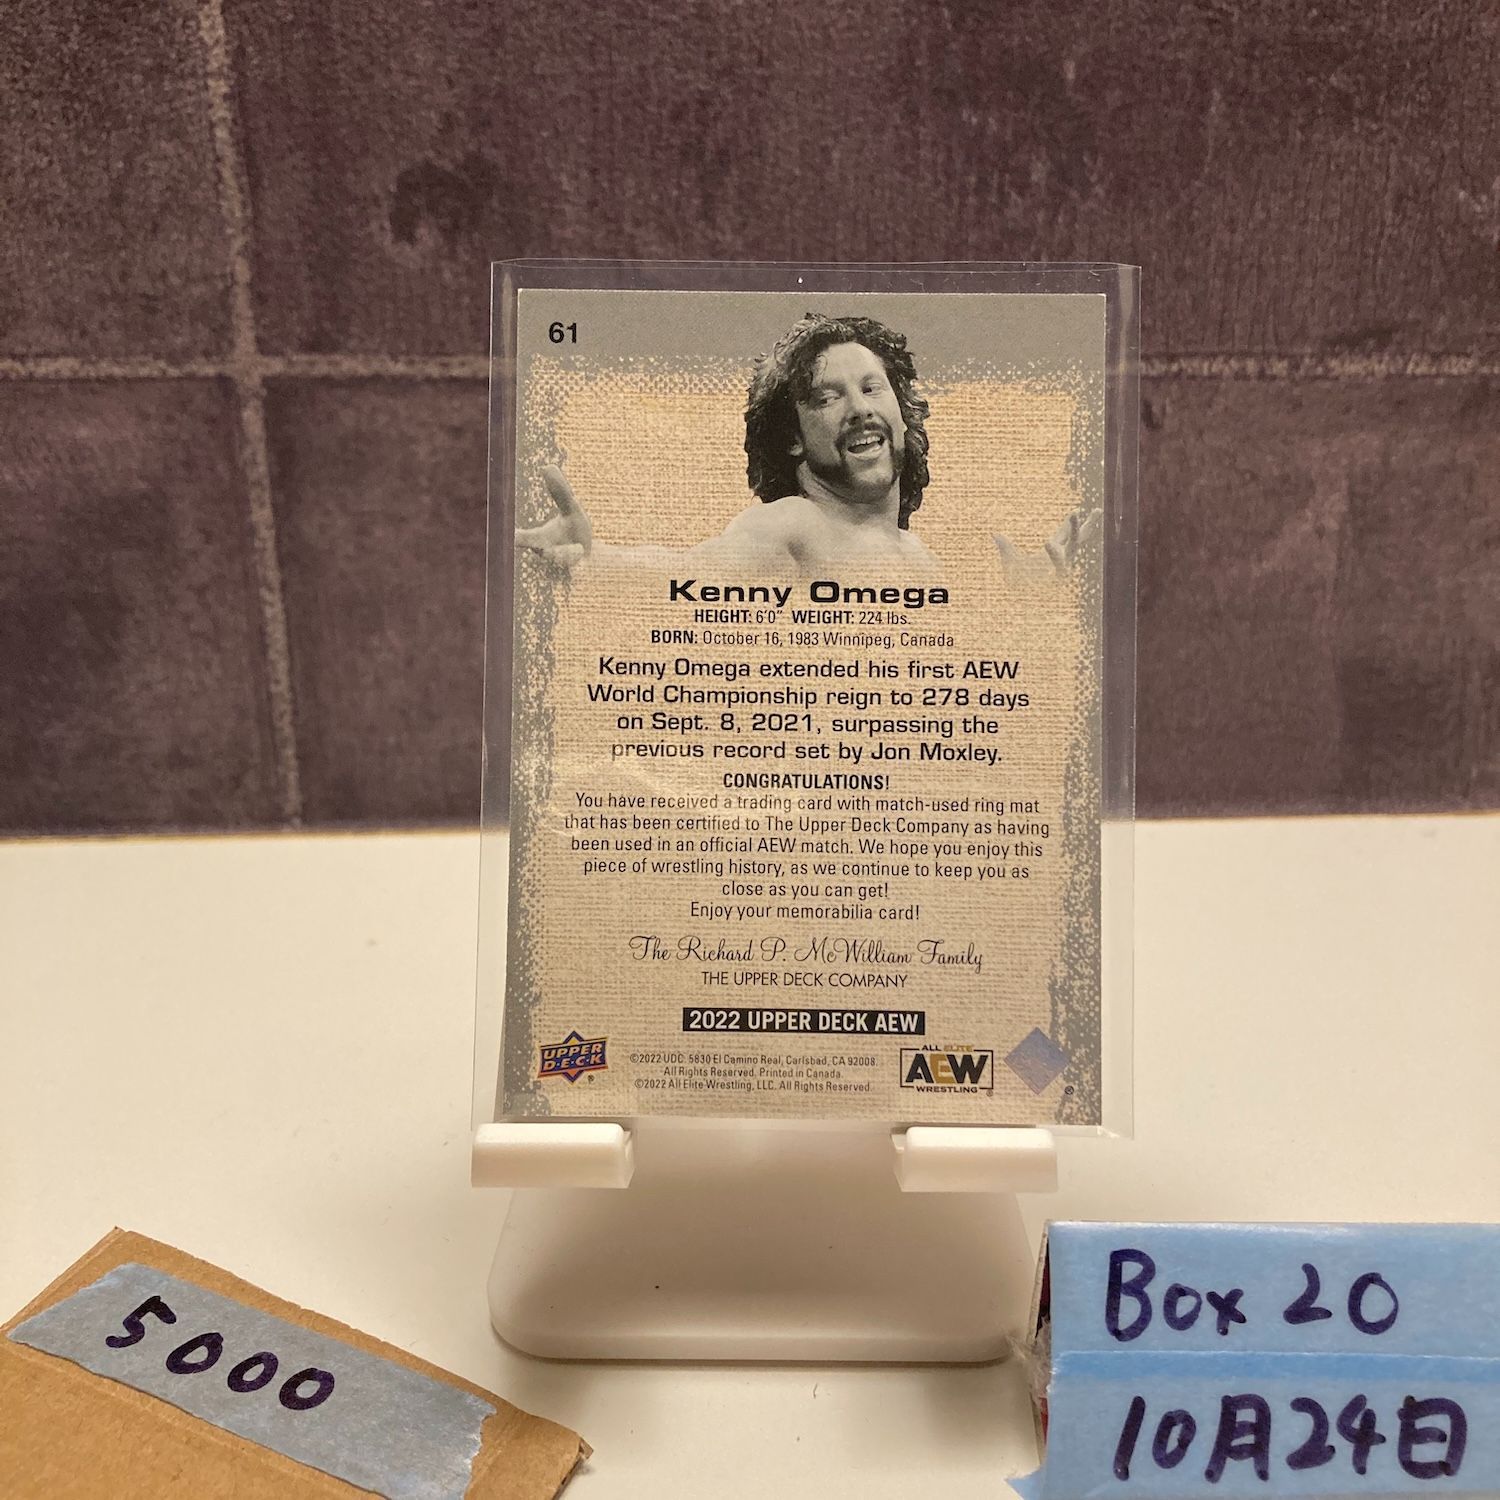 61
Kenny Omega
HEIGHT: 6'0" WEIGHT: 224 lbs.
BORN: October 16, 1983 Winnipeg, Canada
Kenny Omega extended his first AEW
World Championship reign to 278 days
on Sept. 8, 2021, surpassing the
previous record set by Jon Moxley.
CONGRATULATIONS!
You have received a trading card with match-used ring mat
that has been certified to The Upper Deck Company as having
been used in an official AEW match. We hope you enjoy this
piece of wrestling history, as we continue to keep you as
close as you can get!
Enjoy your memorabilia card!
The Richard P. McWilliam Family
THE UPPER DECK COMPANY
2022 UPPER DECK AEW
UPPER
D·E·C·K
®
©2022 UDC. 5830 El Camino Real, Carlsbad, CA 92008.
All Rights Reserved. Printed in Canada.
©2022 All Elite Wrestling, LLC. All Rights Reserved.
ALL ELITE
AEW
WRESTLING
®
®
5000
Box 20
10月24日